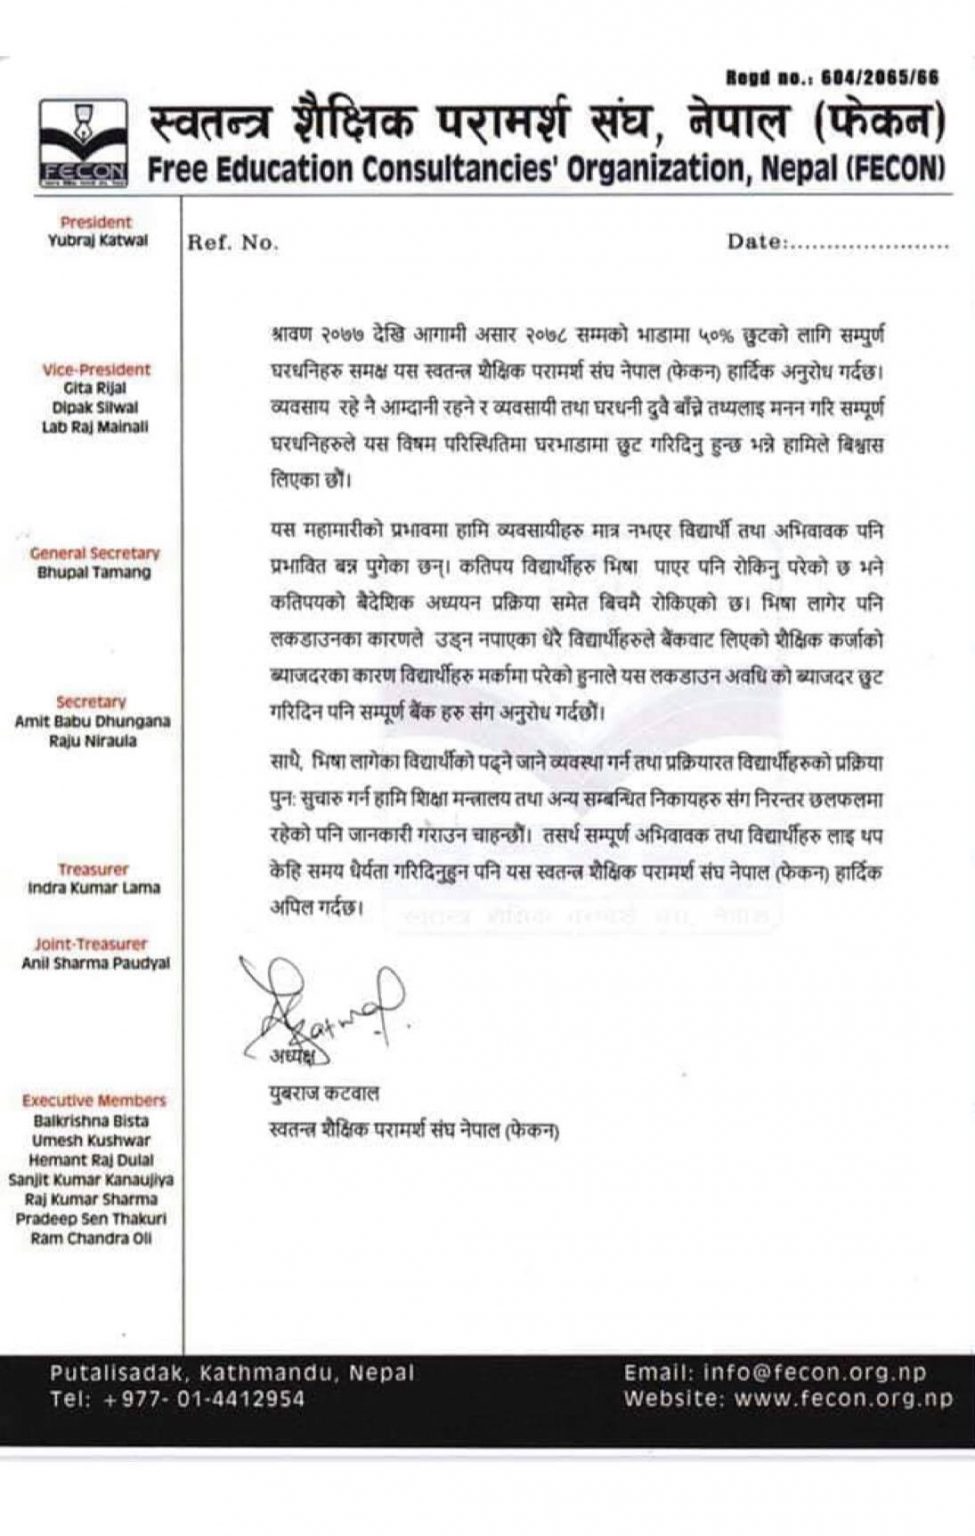 Regd no.: 604/2065/66
स्वतन्त्र शैक्षिक परामर्श संघ, नेपाल (फेकन)
Free Education Consultancies' Organization, Nepal (FECON)
FECON
Ref. No.
Date:......................
President
Yubraj Katwal
Vice-President
Gita Rijal
Dipak Silwal
Lab Raj Mainali
General Secretary
Bhupal Tamang
Secretary
Amit Babu Dhungana
Raju Niraula
Treasurer
Indra Kumar Lama
Joint-Treasurer
Anil Sharma Paudyal
Executive Members
Balkrishna Bista
Umesh Kushwar
Hemant Raj Dulal
Sanjit Kumar Kanaujiya
Raj Kumar Sharma
Pradeep Sen Thakuri
Ram Chandra Oli
श्रावण २०७७ देखि आगामी असार २०७८ सम्मको भाडामा ५०% छुटको लागि सम्पुर्ण
घरधनिहरु समक्ष यस स्वतन्त्र शैक्षिक परामर्श संघ नेपाल (फेकन) हार्दिक अनुरोध गर्दछ।
व्यवसाय रहे नै आम्दानी रहने र व्यवसायी तथा घरधनी दुवै बाँच्ने तथ्यलाइ मनन गरि सम्पूर्ण
घरधनिहरुले यस विषम परिस्थितिमा घरभाडामा छुट गरिदिनु हुन्छ भन्ने हामिले बिश्वास
लिएका छौं।
यस महामारीको प्रभावमा हामि व्यवसायीहरु मात्र नभएर विद्यार्थी तथा अभिवावक पनि
प्रभावित बन्न पुगेका छन्। कतिपय विद्यार्थीहरु भिषा पाएर पनि रोकिनु परेको छ भने
कतिपयको बैदेशिक अध्ययन प्रक्रिया समेत बिचमै रोकिएको छ। भिषा लागेर पनि
लकडाउनका कारणले उड्न नपाएका धेरै विद्यार्थीहरुले बैंकवाट लिएको शैक्षिक कर्जाको
ब्याजदरका कारण विद्यार्थीहरु मर्कामा परेको हुनाले यस लकडाउन अवधि को ब्याजदर छुट
गरिदिन पनि सम्पूर्ण बैंक हरु संग अनुरोध गर्दछौं।
साथै, भिषा लागेका विद्यार्थीको पढ्ने जाने व्यवस्था गर्न तथा प्रक्रियारत विद्यार्थीहरुको प्रक्रिया
पुन: सुचारु गर्न हामि शिक्षा मन्त्रालय तथा अन्य सम्बन्धित निकायहरु संग निरन्तर छलफलमा
रहेको पनि जानकारी गराउन चाहन्छौं। तसर्थ सम्पूर्ण अभिवावक तथा विद्यार्थीहरु लाइ थप
केहि समय धैर्यता गरिदिनुहुन पनि यस स्वतन्त्र शैक्षिक परामर्श संघ नेपाल (फेकन) हार्दिक
अपिल गर्दछ।
Katwal
अध्यक्ष
युबराज कटवाल
स्वतन्त्र शैक्षिक परामर्श संघ नेपाल (फेकन)
Putalisadak, Kathmandu, Nepal
Tel: +977- 01-4412954
Email: info@fecon.org.np
Website: www.fecon.org.np